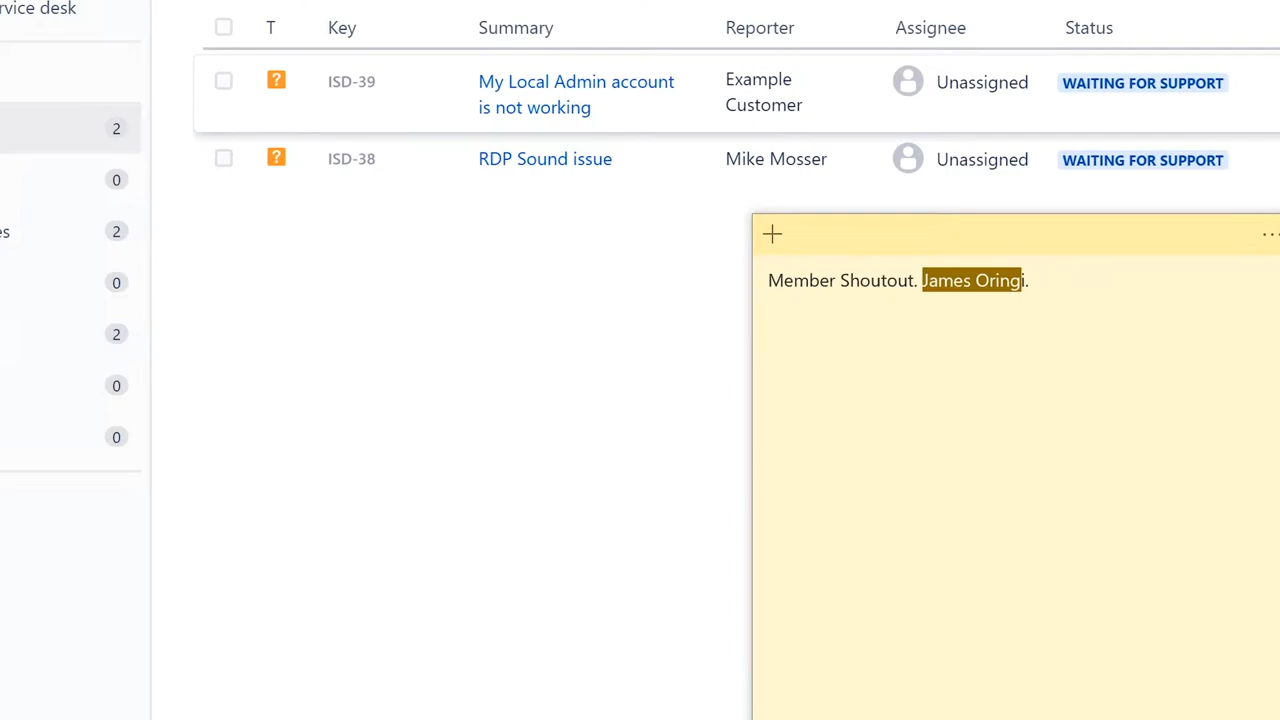 rvice desk
T Key Summary Reporter Assignee Status
ISD-39 My Local Admin account is not working Example Customer Unassigned WAITING FOR SUPPORT
ISD-38 RDP Sound issue Mike Mosser Unassigned WAITING FOR SUPPORT
2
0
es 2
0
2
0
0
Member Shoutout. James Oringi.